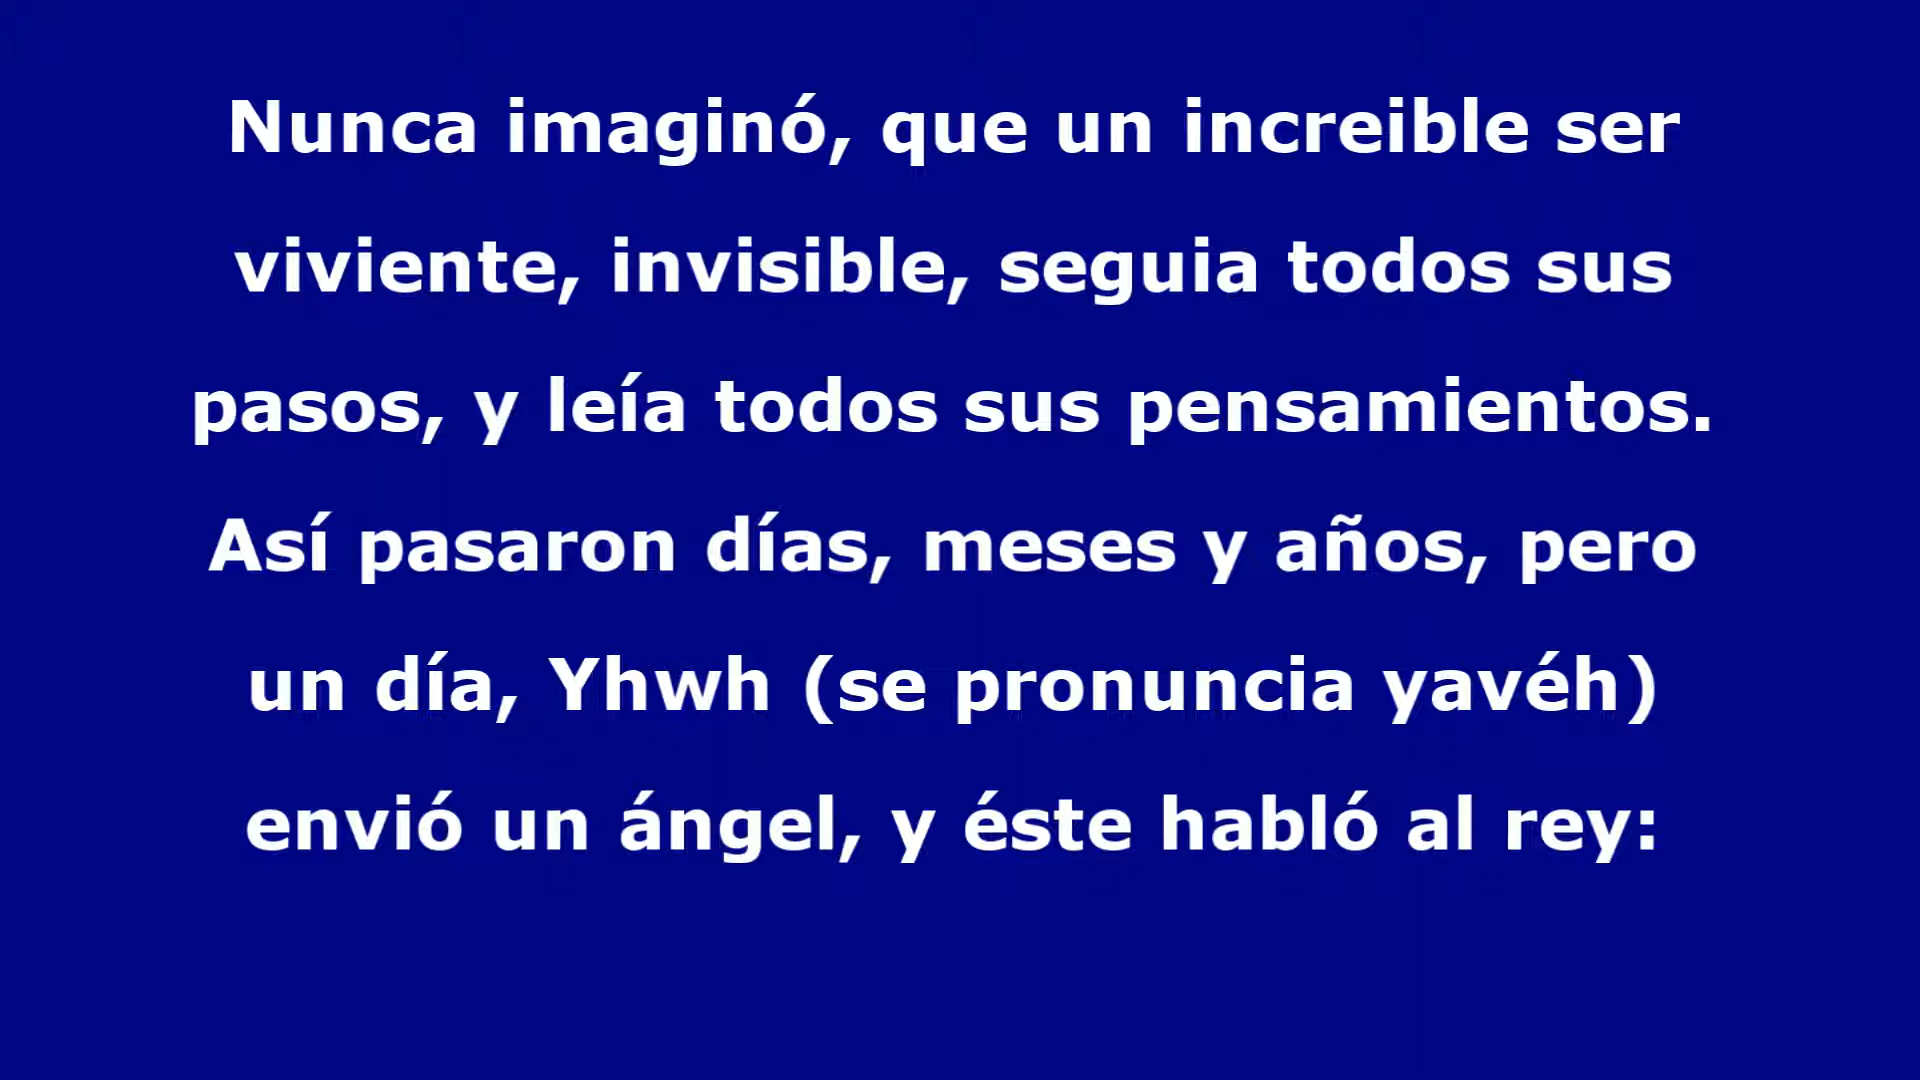 Nunca imaginó, que un increible ser
viviente, invisible, seguia todos sus
pasos, y leía todos sus pensamientos.
Así pasaron días, meses y años, pero
un día, Yhwh (se pronuncia yavéh)
envió un ángel, y éste habló al rey: